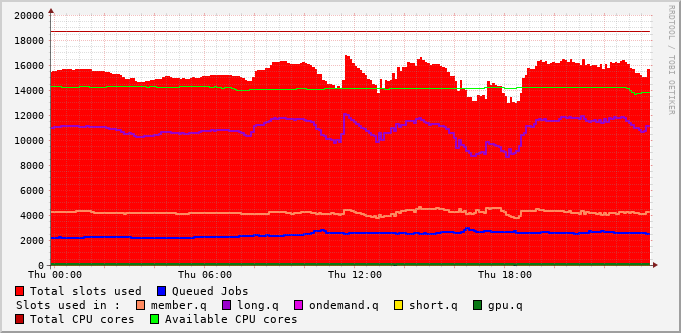 20000
18000
16000
14000
12000
10000
8000
6000
4000
2000
0
Thu 00:00 Thu 06:00 Thu 12:00 Thu 18:00
RRDTOOL / TOBI OETIKER
Total slots used Queued Jobs
Slots used in : member.q long.q ondemand.q short.q gpu.q
Total CPU cores Available CPU cores